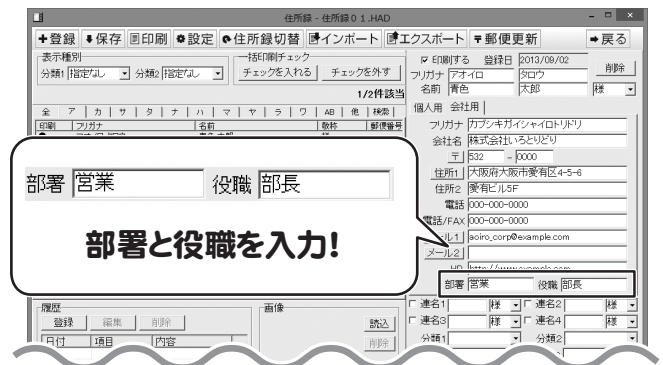 住所録 - 住所録01.HAD
登録 保存 印刷 設定 住所録切替 インポート エクスポート 〒郵便更新 戻る
表示種別 一括印刷チェック
分類1 指定なし 分類2 指定なし チェックを入れる チェックを外す
1/2件該当
全 ア カ サ タ ナ ハ マ ヤ ラ ワ AB 他 検索
印刷 フリガナ 名前 敬称 郵便番号
印刷する 登録日 2013/09/02 削除
フリガナ アオイロ タロウ
名前 青色 太郎 様
個人用 会社用
フリガナ カブシキガイシャイロトリドリ
会社名 株式会社いろとりどり
〒 532 - 0000
住所1 大阪府大阪市愛有区4-5-6
住所2 愛有ビル5F
電話 000-000-0000
電話/FAX 000-000-0000
メール1 aoiro_corp@example.com
メール2
部署 営業 役職 部長
部署 営業 役職 部長
部署と役職を入力!
連名1 様 連名2 様
連名3 様 連名4 様
分類1 分類2
履歴 画像
登録 編集 削除 読込
日付 項目 内容 削除